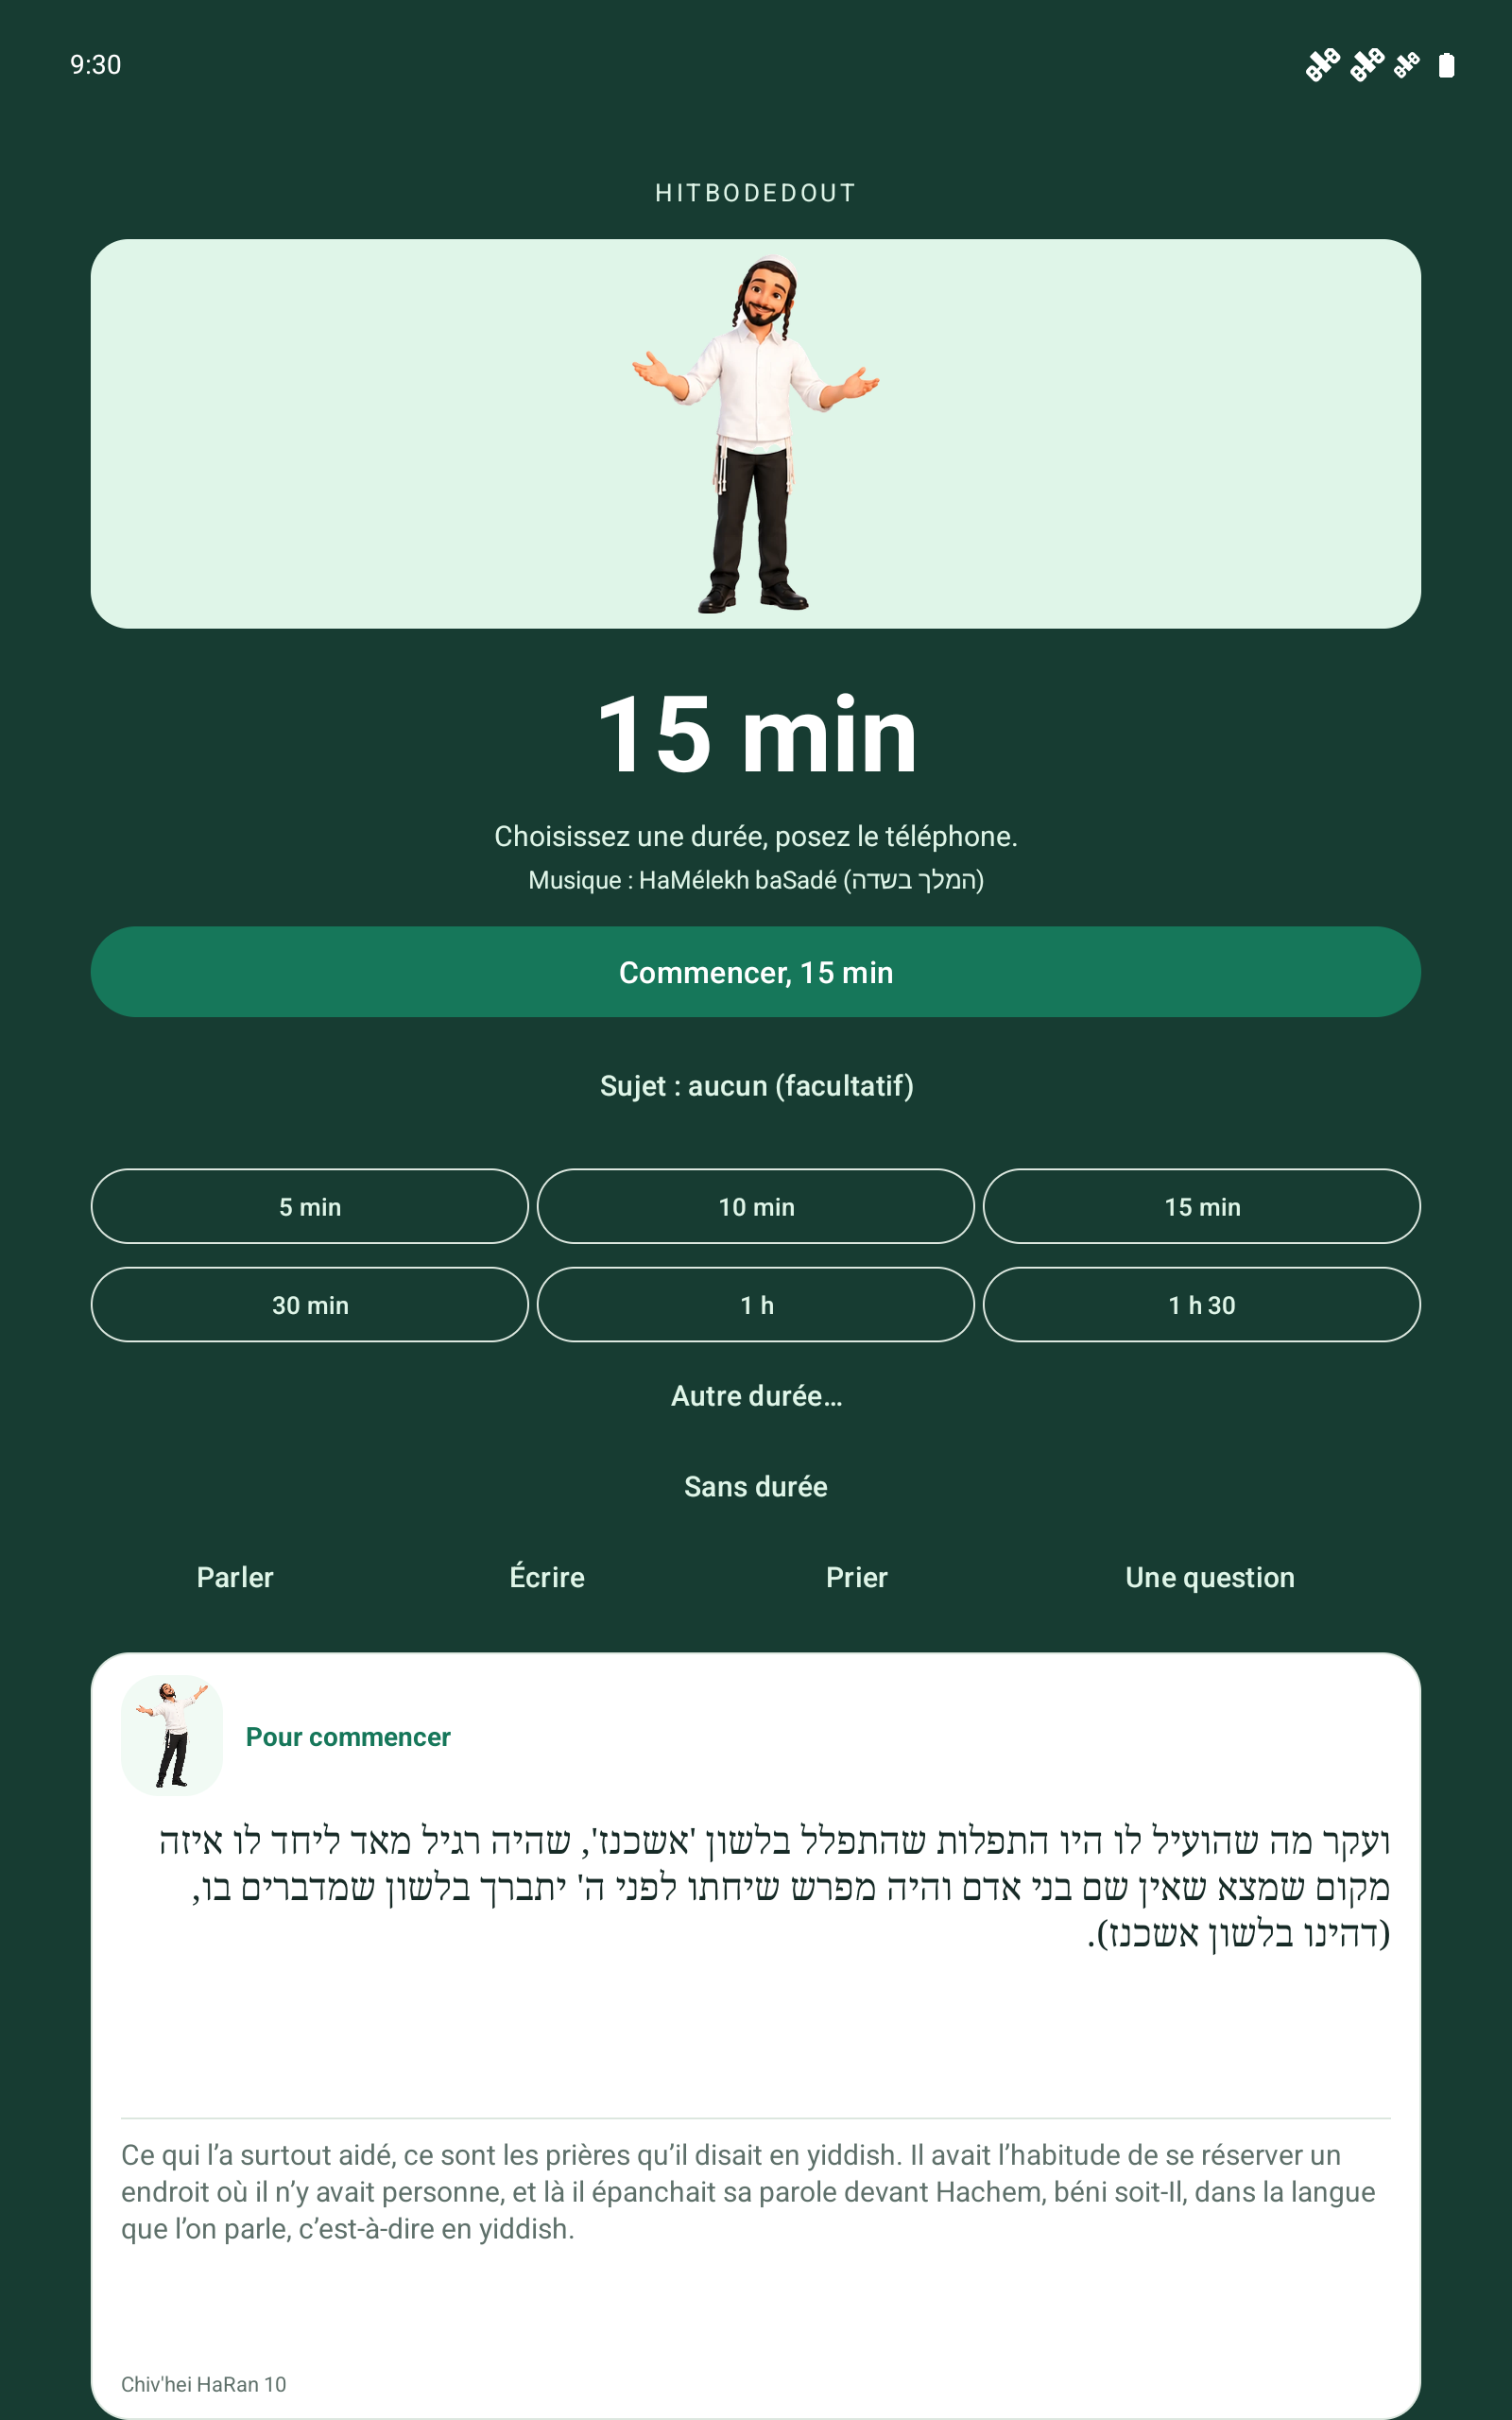 9:30
HITBODEDOUT
15 min
Choisissez une durée, posez le téléphone.
Musique : HaMélekh baSadé (המלך בשדה)
Commencer, 15 min
Sujet : aucun (facultatif)
5 min
10 min
15 min
30 min
1 h
1 h 30
Autre durée…
Sans durée
Parler
Écrire
Prier
Une question
Pour commencer
ועקר מה שהועיל לו היו התפלות שהתפלל בלשון 'אשכנז', שהיה רגיל מאד ליחד לו איזה
מקום שמצא שאין שם בני אדם והיה מפרש שיחתו לפני ה' יתברך בלשון שמדברים בו,
(דהינו בלשון אשכנז).
Ce qui l’a surtout aidé, ce sont les prières qu’il disait en yiddish. Il avait l’habitude de se réserver un
endroit où il n’y avait personne, et là il épanchait sa parole devant Hachem, béni soit-Il, dans la langue
que l’on parle, c’est-à-dire en yiddish.
Chiv'hei HaRan 10